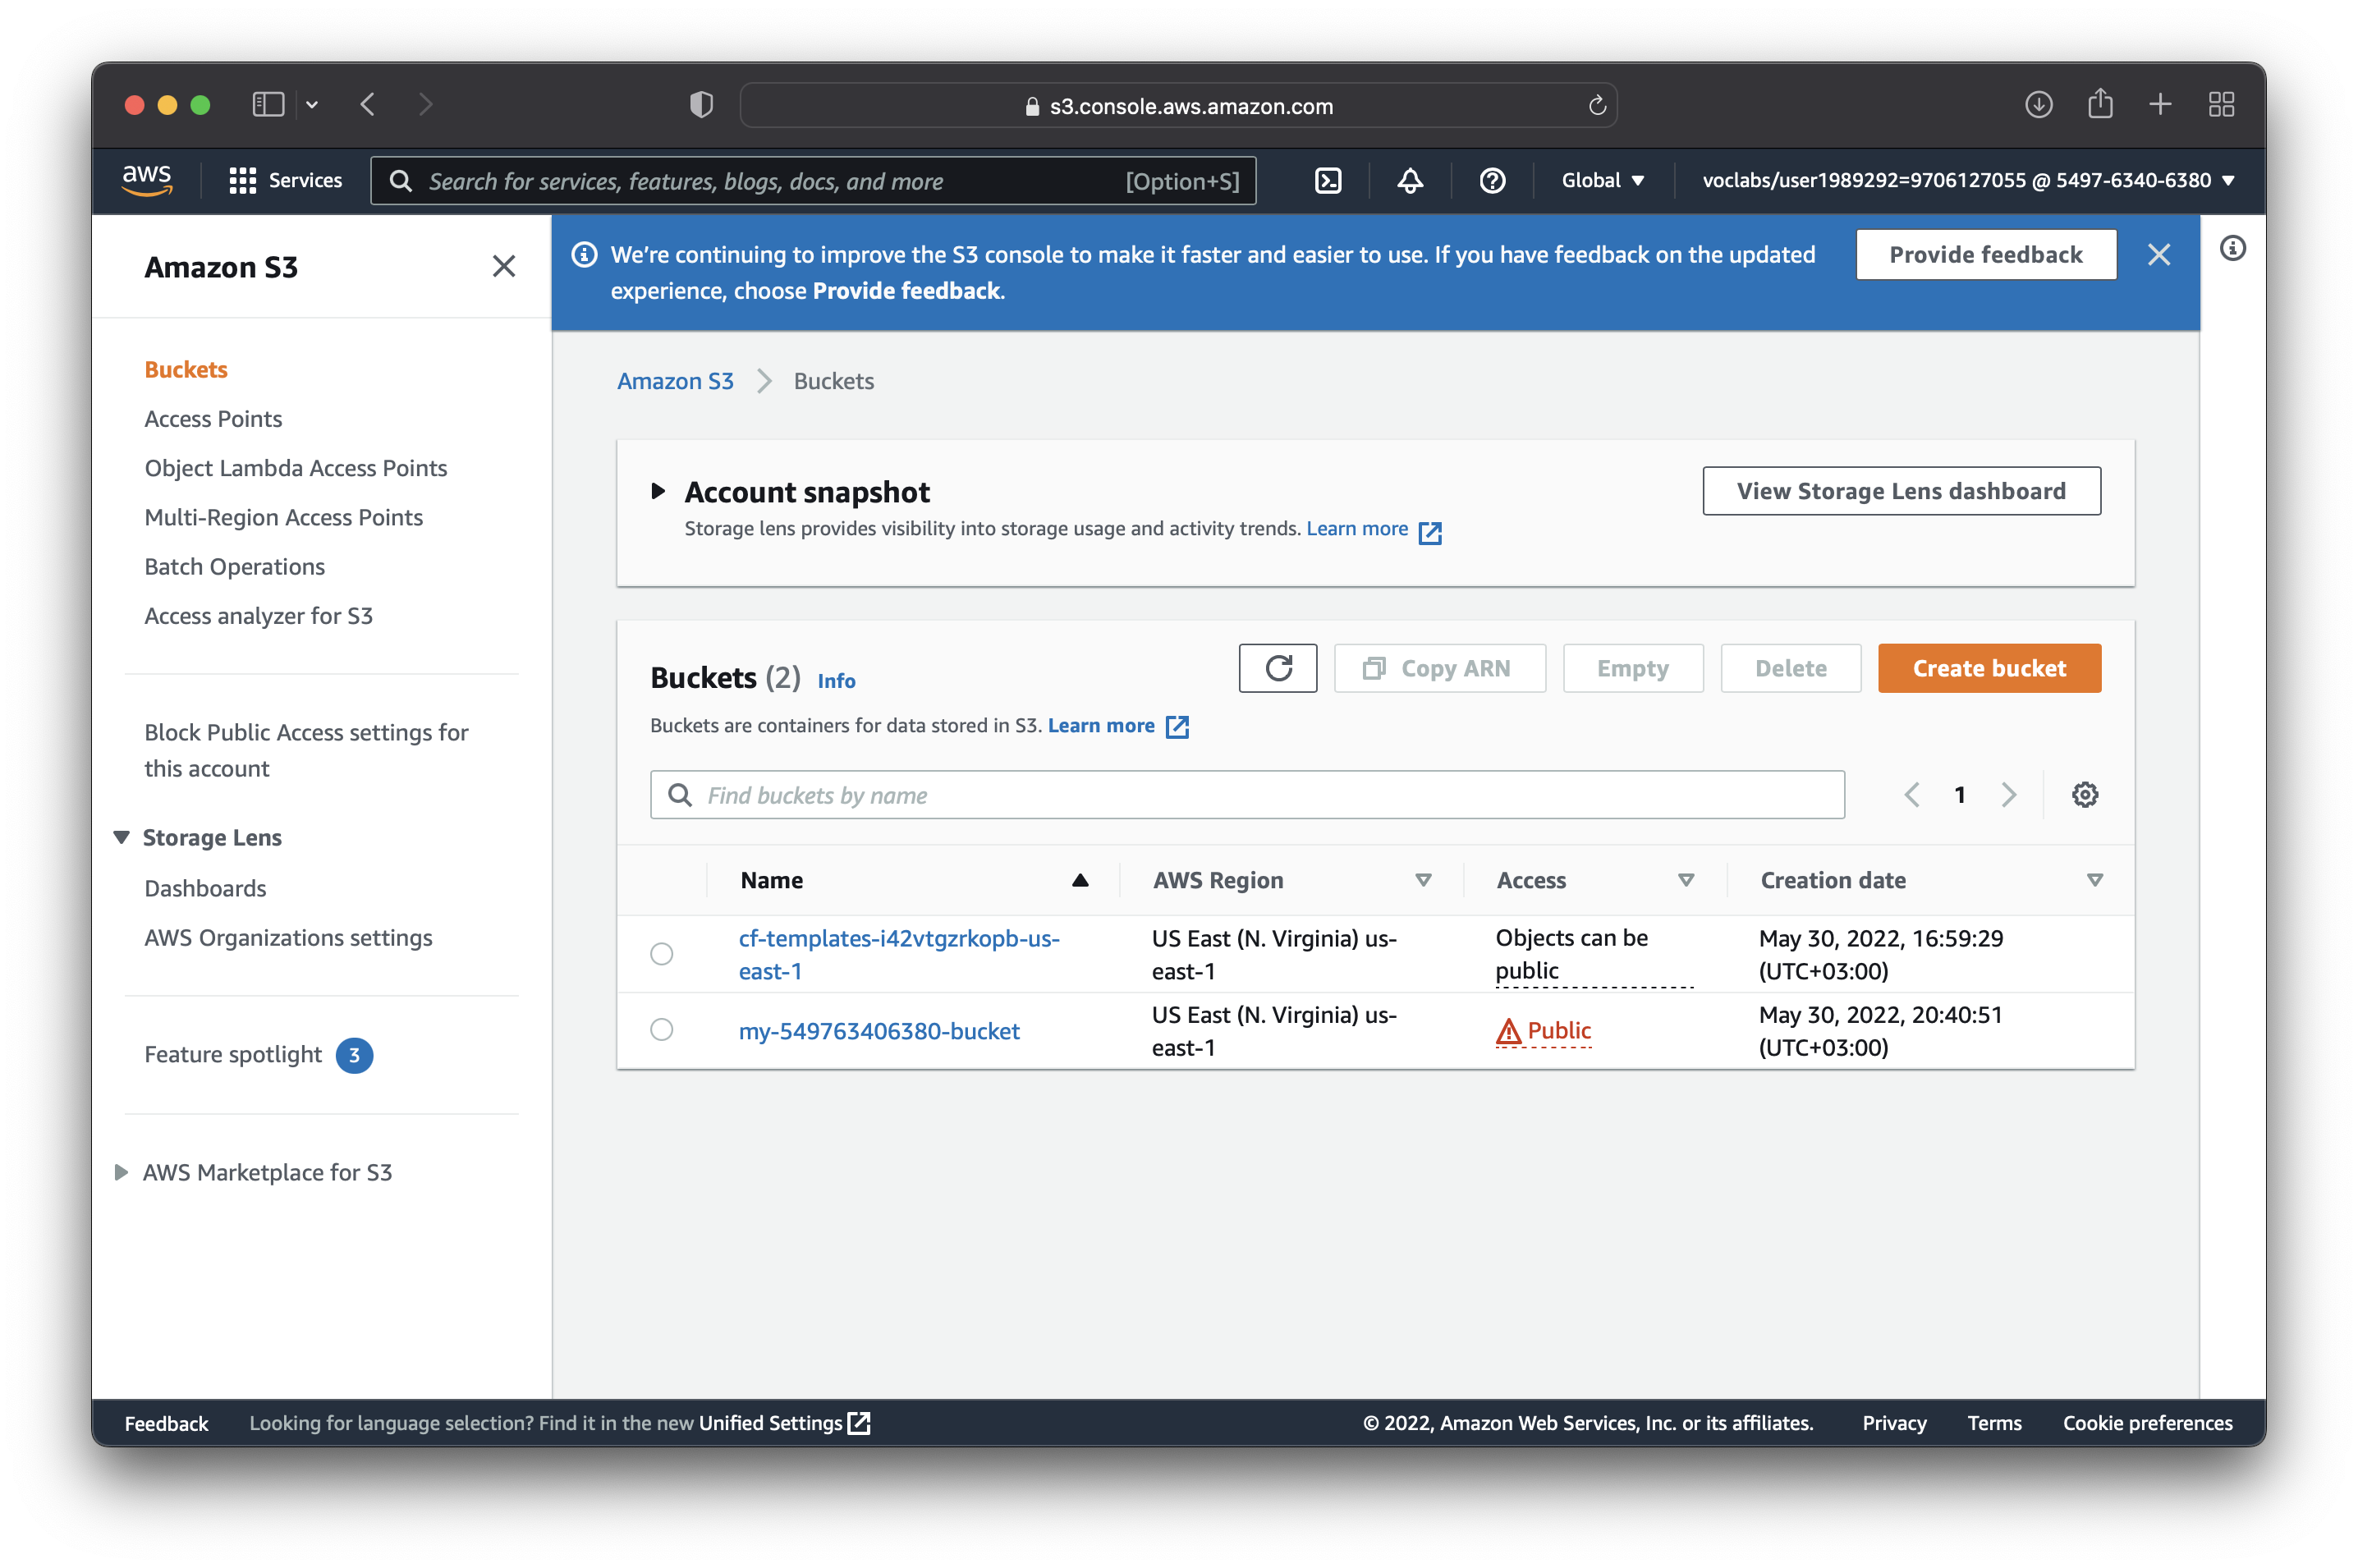 s3.console.aws.amazon.com
aws
Services
Search for services, features, blogs, docs, and more
[Option+S]
Global
voclabs/user1989292=9706127055 @ 5497-6340-6380
Amazon S3
Buckets
Access Points
Object Lambda Access Points
Multi-Region Access Points
Batch Operations
Access analyzer for S3
Block Public Access settings for
this account
Storage Lens
Dashboards
AWS Organizations settings
Feature spotlight 3
AWS Marketplace for S3
We're continuing to improve the S3 console to make it faster and easier to use. If you have feedback on the updated
experience, choose Provide feedback.
Provide feedback
Amazon S3 Buckets
Account snapshot
Storage lens provides visibility into storage usage and activity trends. Learn more
View Storage Lens dashboard
Buckets (2) Info
Copy ARN
Empty
Delete
Create bucket
Buckets are containers for data stored in S3. Learn more
Find buckets by name
1
Name
AWS Region
Access
Creation date
cf-templates-i42vtgzrkopb-us-
east-1
US East (N. Virginia) us-
east-1
Objects can be
public
May 30, 2022, 16:59:29
(UTC+03:00)
my-549763406380-bucket
US East (N. Virginia) us-
east-1
Public
May 30, 2022, 20:40:51
(UTC+03:00)
Feedback
Looking for language selection? Find it in the new Unified Settings
© 2022, Amazon Web Services, Inc. or its affiliates.
Privacy
Terms
Cookie preferences